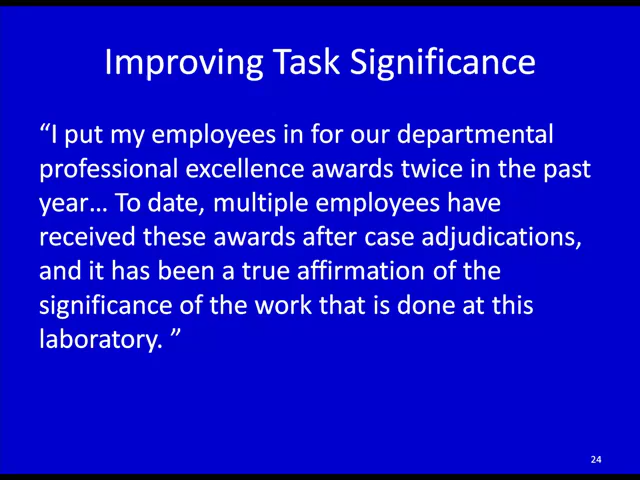 Improving Task Significance
“I put my employees in for our departmental
professional excellence awards twice in the past
year… To date, multiple employees have
received these awards after case adjudications,
and it has been a true affirmation of the
significance of the work that is done at this
laboratory. ”
24